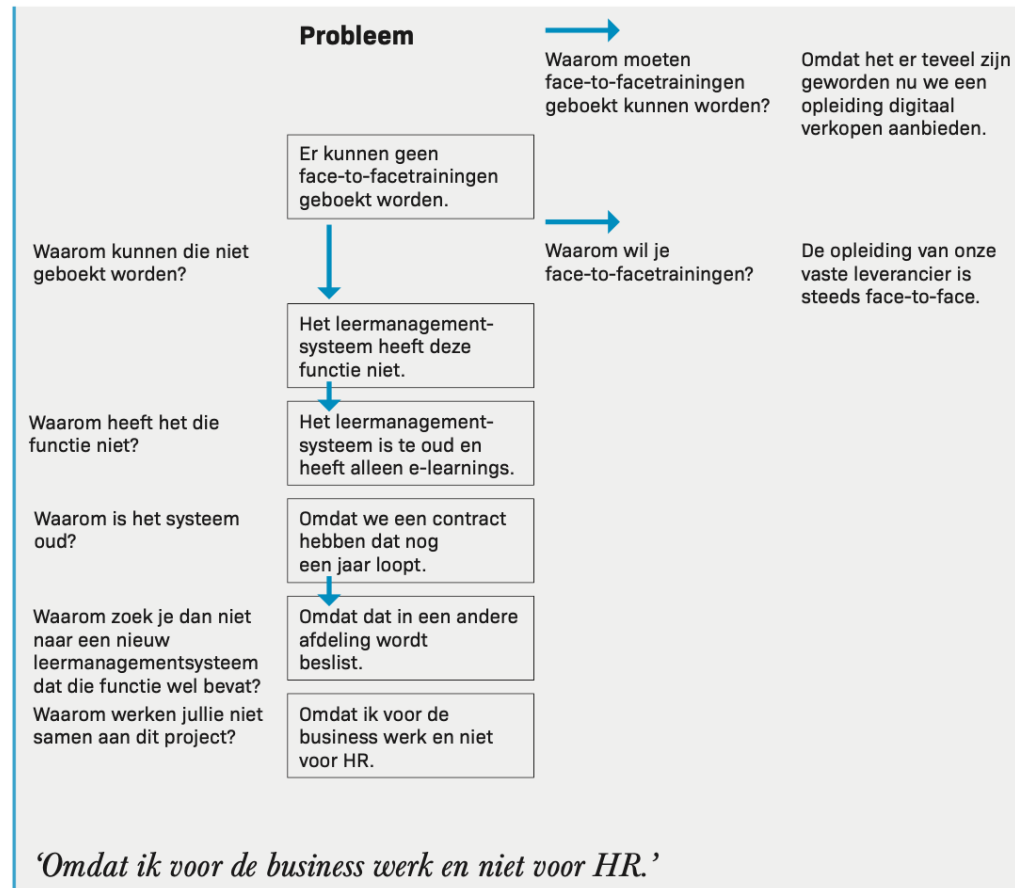 Probleem
Waarom moeten
face-to-facetrainingen
geboekt kunnen worden?
Omdat het er teveel zijn
geworden nu we een
opleiding digitaal
verkopen aanbieden.
Er kunnen geen
face-to-facetrainingen
geboekt worden.
Waarom kunnen die niet
geboekt worden?
Waarom wil je
face-to-facetrainingen?
De opleiding van onze
vaste leverancier is
steeds face-to-face.
Het leermanagement-
systeem heeft deze
functie niet.
Waarom heeft het die
functie niet?
Het leermanagement-
systeem is te oud en
heeft alleen e-learnings.
Waarom is het systeem
oud?
Omdat we een contract
hebben dat nog
een jaar loopt.
Waarom zoek je dan niet
naar een nieuw
leermanagementsysteem
dat die functie wel bevat?
Omdat dat in een andere
afdeling wordt
beslist.
Waarom werken jullie niet
samen aan dit project?
Omdat ik voor de
business werk en niet
voor HR.
‘Omdat ik voor de business werk en niet voor HR.’